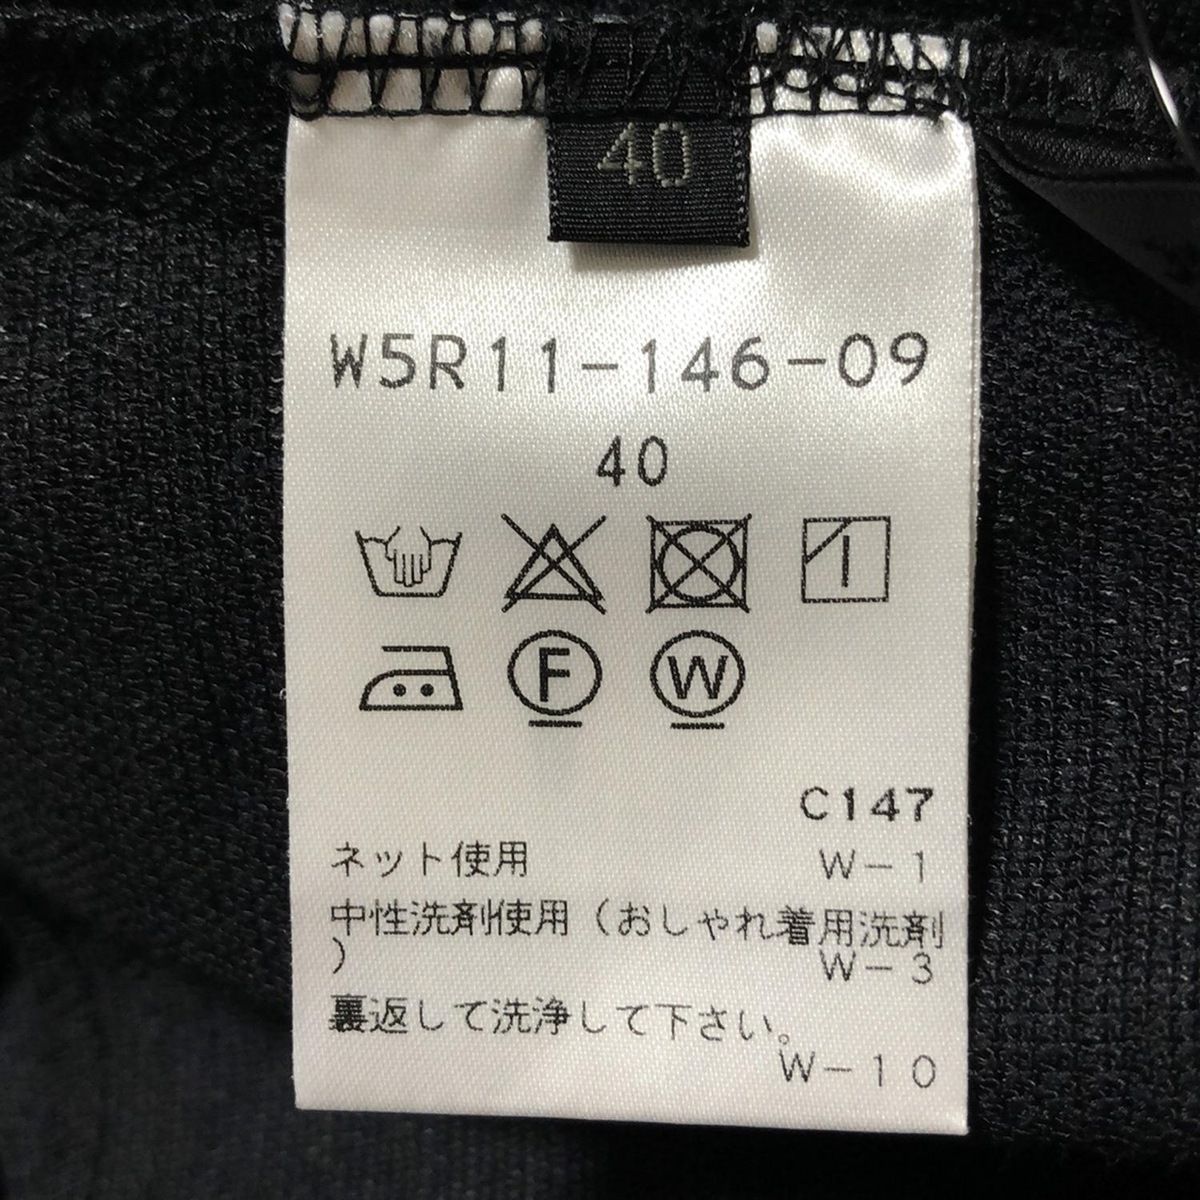 40
W5R11-146-09
40
F W
C147
ネット使用 W-1
中性洗剤使用(おしゃれ着用洗剤
) W-3
裏返して洗浄して下さい。
W-10